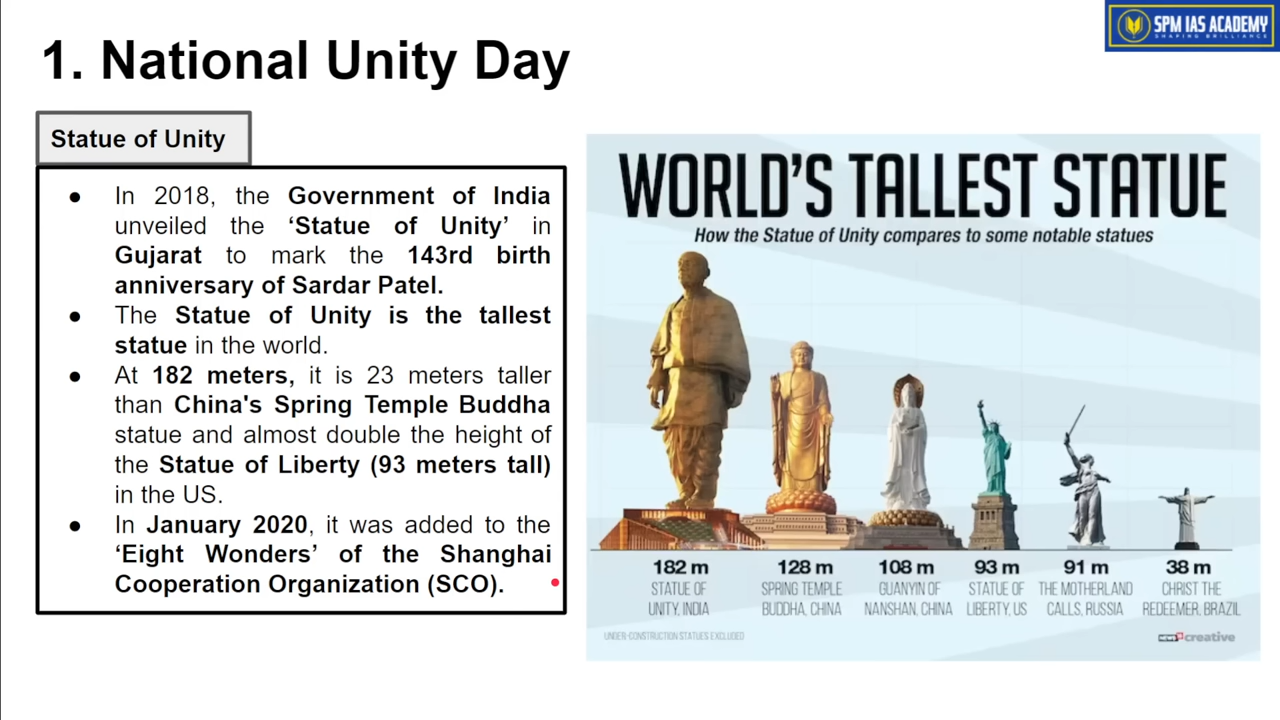 SPM IAS ACADEMY
SHAPING BRILLIANCE
1. National Unity Day
Statue of Unity
● In 2018, the Government of India
unveiled the ‘Statue of Unity’ in
Gujarat to mark the 143rd birth
anniversary of Sardar Patel.
● The Statue of Unity is the tallest
statue in the world.
● At 182 meters, it is 23 meters taller
than China's Spring Temple Buddha
statue and almost double the height of
the Statue of Liberty (93 meters tall)
in the US.
● In January 2020, it was added to the
‘Eight Wonders’ of the Shanghai
Cooperation Organization (SCO).
WORLD’S TALLEST STATUE
How the Statue of Unity compares to some notable statues
182 m
STATUE OF
UNITY, INDIA
128 m
SPRING TEMPLE
BUDDHA, CHINA
108 m
GUANYIN OF
NANSHAN, CHINA
93 m
STATUE OF
LIBERTY, US
91 m
THE MOTHERLAND
CALLS, RUSSIA
38 m
CHRIST THE
REDEEMER, BRAZIL
UNDER-CONSTRUCTION STATUES EXCLUDED
NEWS18 creative